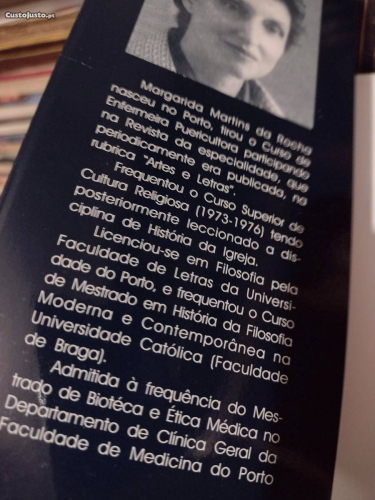 CustoJusto.pt
Margarida Martins da Rocha
nasceu no Porto, tirou o Curso de
Enfermeira Puericultora participando
na Revista da especialidade, que
periodicamente era publicada, na
rubrica "Artes e Letras".
Frequentou o Curso Superior de
Cultura Religiosa (1973-1976) tendo
posteriormente leccionado a dis-
ciplina de História da Igreja.
Licenciou-se em Filosofia pela
Faculdade de Letras da Universi-
dade do Porto, e frequentou o Curso
de Mestrado em História da Filosofia
Moderna e Contemporânea na
Universidade Católica (Faculdade
de Braga).
Admitida à frequência do Mes-
trado de Biotéca e Ética Médica no
Departamento de Clínica Geral da
Faculdade de Medicina do Porto